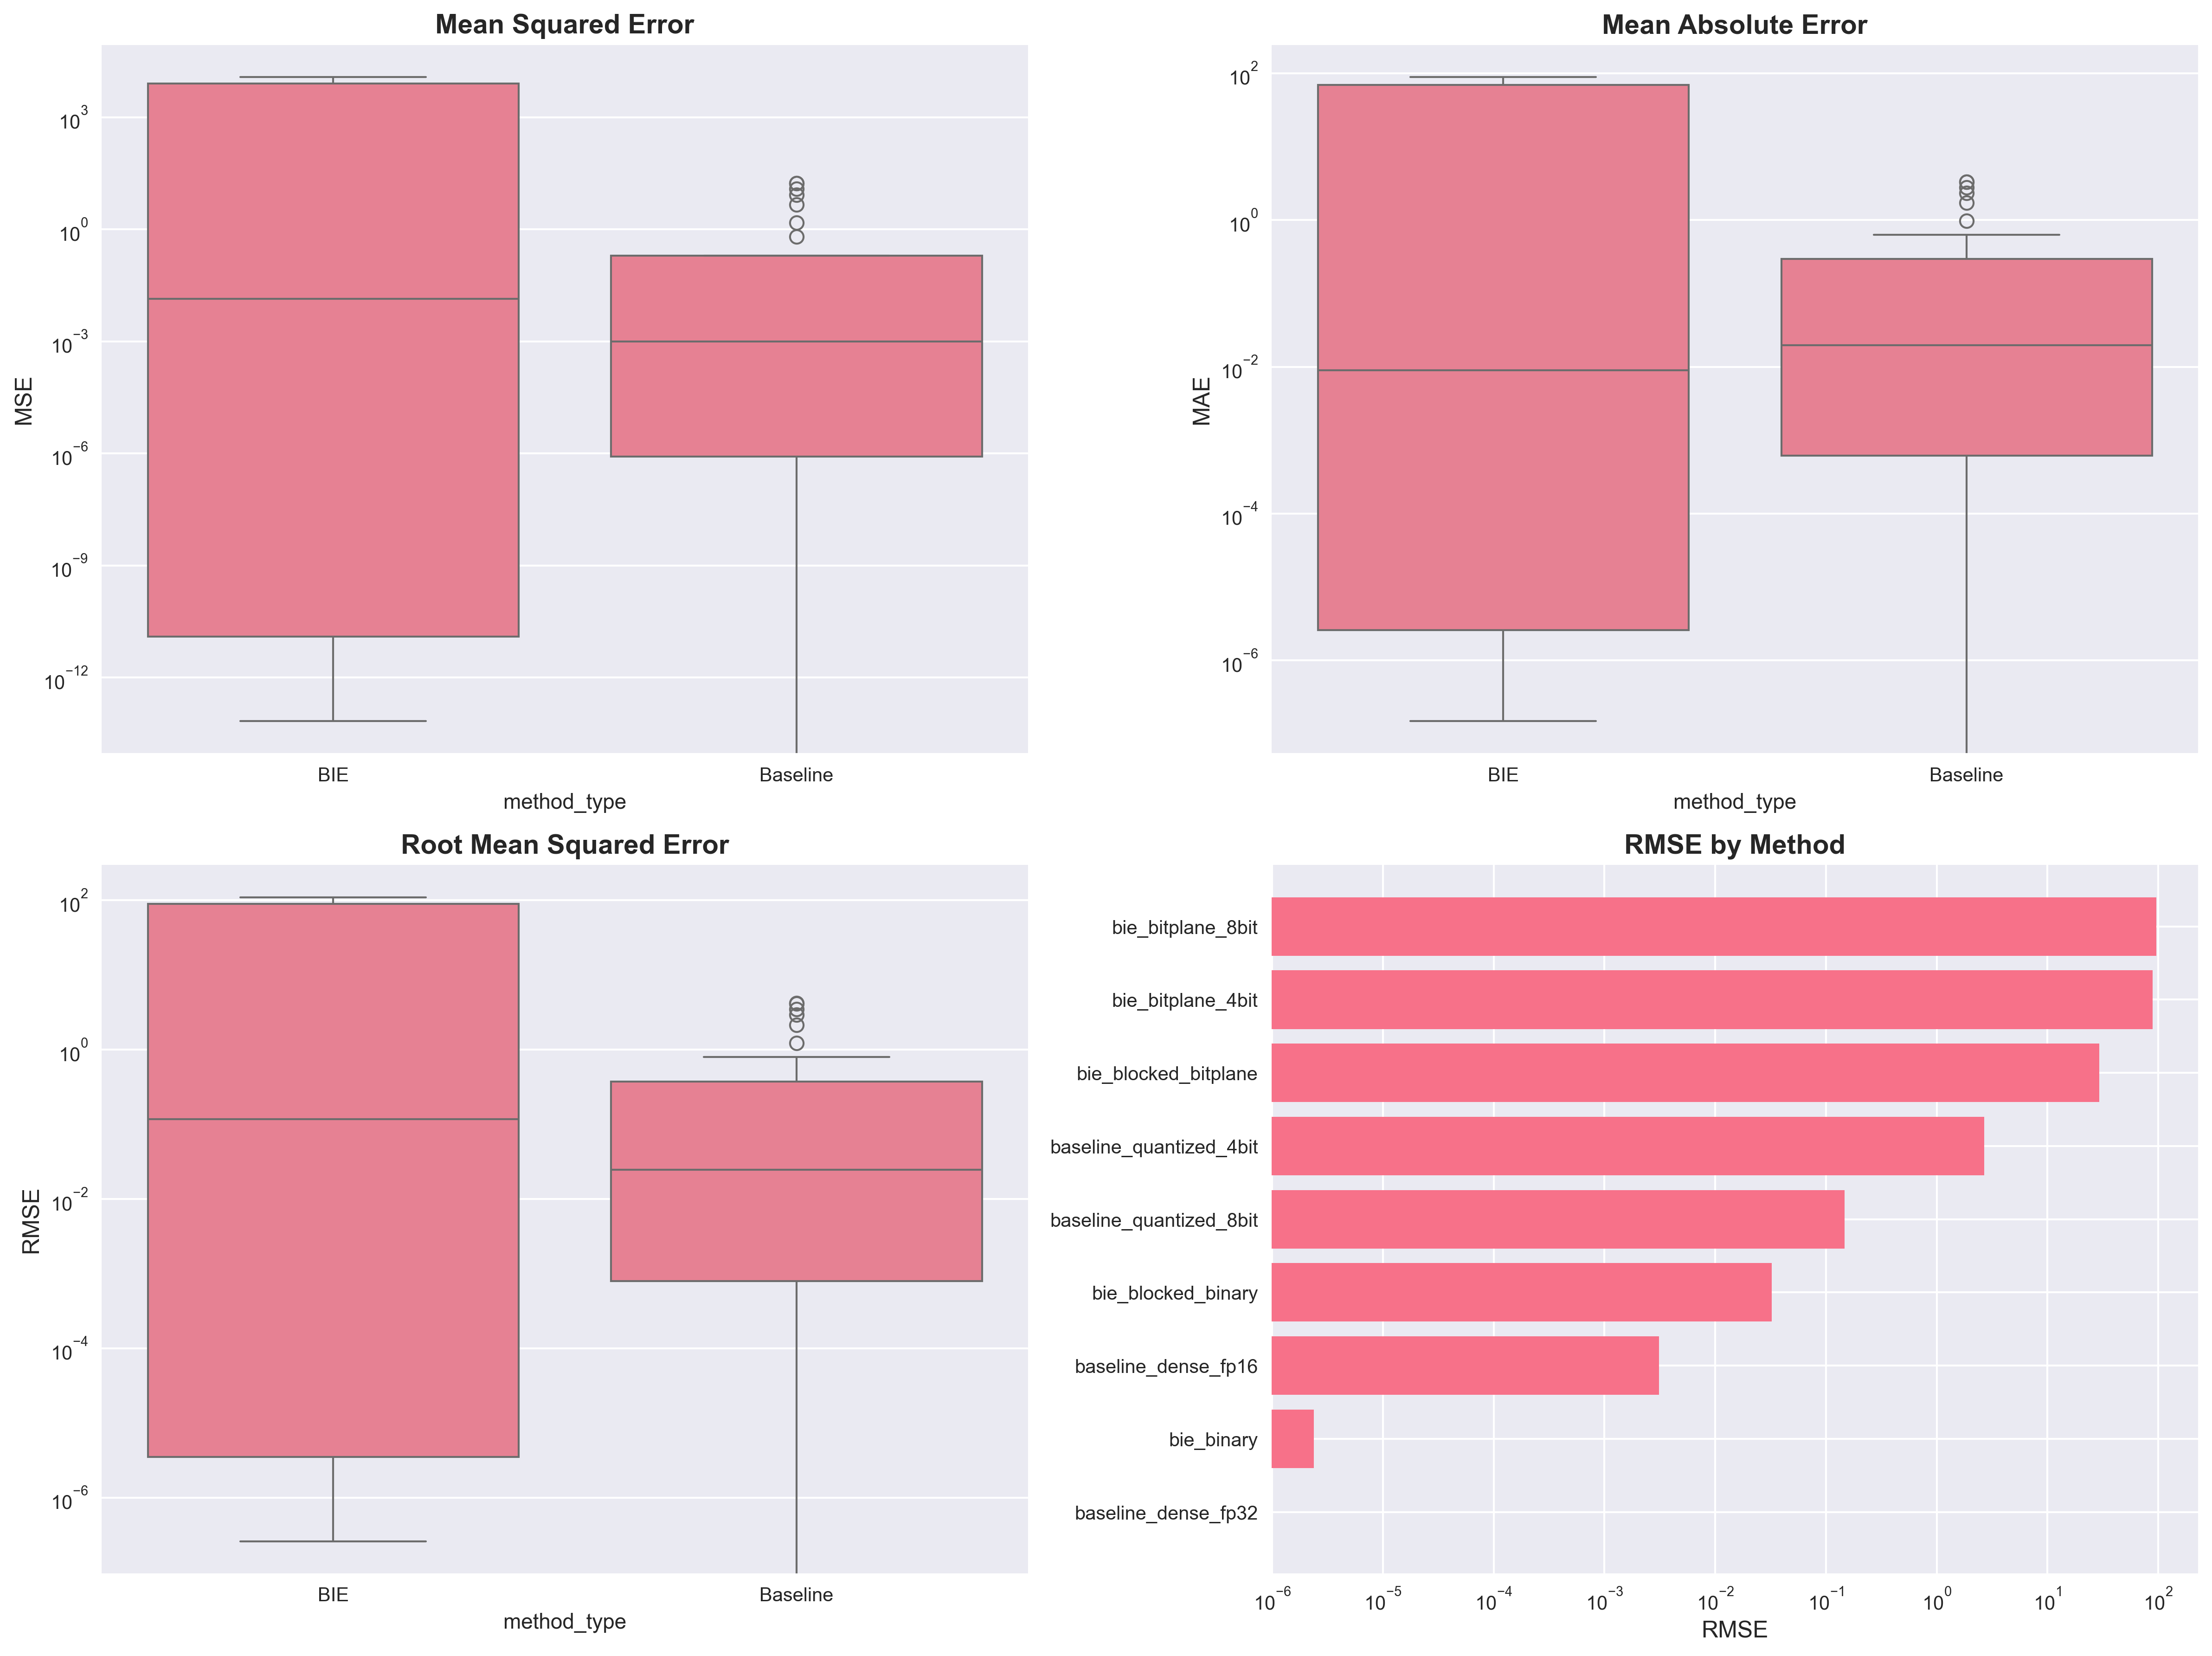 Mean Squared Error
MSE
10^3
10^0
10^−3
10^−6
10^−9
10^−12
BIE
Baseline
method_type
Mean Absolute Error
MAE
10^2
10^0
10^−2
10^−4
10^−6
BIE
Baseline
method_type
Root Mean Squared Error
RMSE
10^2
10^0
10^−2
10^−4
10^−6
BIE
Baseline
method_type
RMSE by Method
bie_bitplane_8bit
bie_bitplane_4bit
bie_blocked_bitplane
baseline_quantized_4bit
baseline_quantized_8bit
bie_blocked_binary
baseline_dense_fp16
bie_binary
baseline_dense_fp32
10^−6 10^−5 10^−4 10^−3 10^−2 10^−1 10^0 10^1 10^2
RMSE